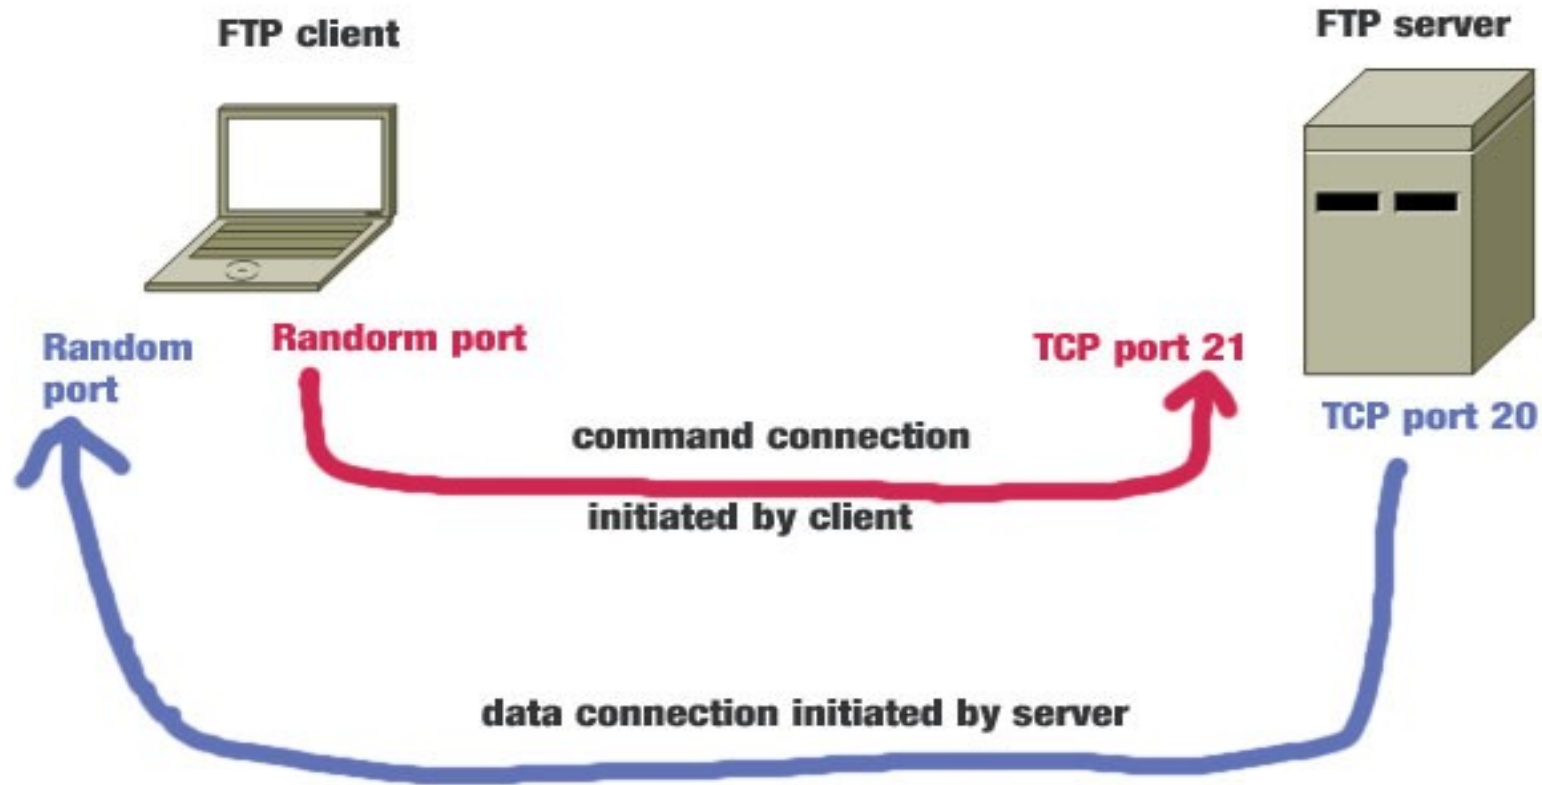 FTP client
FTP server
Random
port
Randorm port
TCP port 21
TCP port 20
command connection
initiated by client
data connection initiated by server